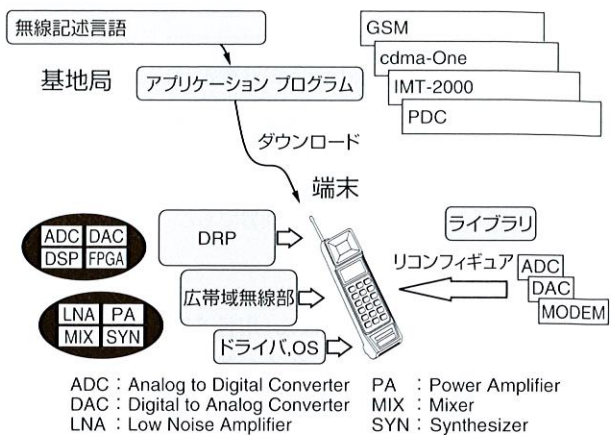 無線記述言語
GSM
cdma-One
IMT-2000
PDC
基地局
アプリケーション プログラム
ダウンロード
端末
ADC DAC
DSP FPGA
DRP
ライブラリ
リコンフィギュア
ADC
DAC
MODEM
広帯域無線部
LNA PA
MIX SYN
ドライバ,OS
ADC : Analog to Digital Converter
DAC : Digital to Analog Converter
LNA : Low Noise Amplifier
PA : Power Amplifier
MIX : Mixer
SYN : Synthesizer